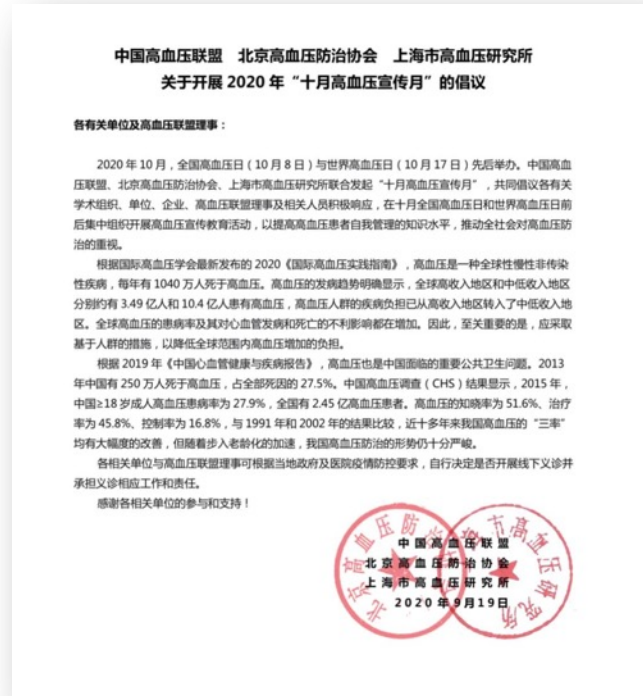 中国高血压联盟 北京高血压防治协会 上海市高血压研究所
关于开展 2020 年“十月高血压宣传月”的倡议
各有关单位及高血压联盟理事：
2020 年 10 月，全国高血压日（10 月 8 日）与世界高血压日（10 月 17 日）先后举办。中国高血
压联盟、北京高血压防治协会、上海市高血压研究所联合发起“十月高血压宣传月”，共同倡议各有关
学术组织、单位、企业、高血压联盟理事及相关人员积极响应，在十月全国高血压日和世界高血压日前
后集中组织开展高血压宣传教育活动，以提高高血压患者自我管理的知识水平，推动全社会对高血压防
治的重视。
根据国际高血压学会最新发布的 2020《国际高血压实践指南》，高血压是一种全球性慢性非传染
性疾病，每年有 1040 万人死于高血压。高血压的发病趋势明确显示，全球高收入地区和中低收入地区
分别约有 3.49 亿人和 10.4 亿人患有高血压，高血压人群的疾病负担已从高收入地区转入了中低收入地
区。全球高血压的患病率及其对心血管发病和死亡的不利影响都在增加。因此，至关重要的是，应采取
基于人群的措施，以降低全球范围内高血压增加的负担。
根据 2019 年《中国心血管健康与疾病报告》，高血压也是中国面临的重要公共卫生问题。2013
年中国有 250 万人死于高血压，占全部死因的 27.5%。中国高血压调查（CHS）结果显示，2015 年，
中国≥18 岁成人高血压患病率为 27.9%，全国有 2.45 亿高血压患者。高血压的知晓率为 51.6%、治疗
率为 45.8%、控制率为 16.8%，与 1991 年和 2002 年的结果比较，近十多年来我国高血压的“三率”
均有大幅度的改善，但随着步入老龄化的加速，我国高血压防治的形势仍十分严峻。
各相关单位与高血压联盟理事可根据当地政府及医院疫情防控要求，自行决定是否开展线下义诊并
承担义诊相应工作和责任。
感谢各相关单位的参与和支持！
中国高血压联盟
北京高血压防治协会
上海市高血压研究所
2020年9月19日
北京高血压防治
市高血压研究所